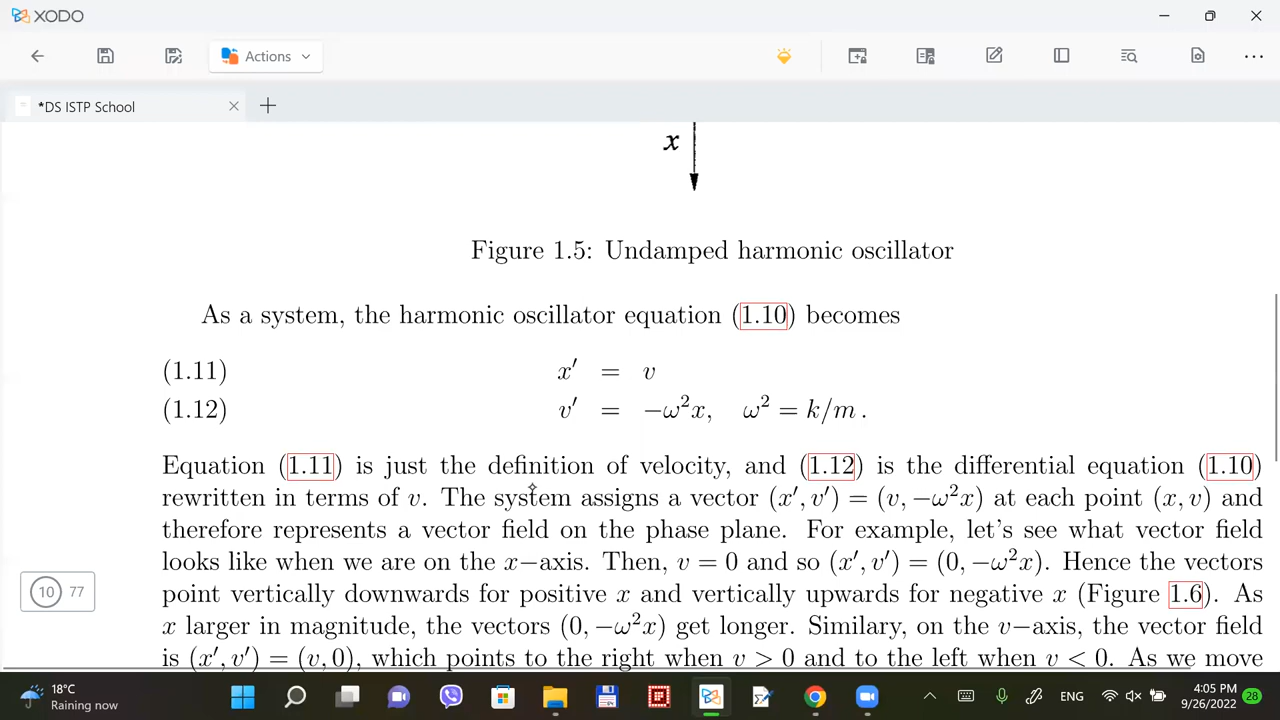 XODO
Actions
*DS ISTP School
x
Figure 1.5: Undamped harmonic oscillator
As a system, the harmonic oscillator equation (1.10) becomes
(1.11) x′ = v
(1.12) v′ = −ω²x, ω² = k/m .
Equation (1.11) is just the definition of velocity, and (1.12) is the differential equation (1.10)
rewritten in terms of v. The system assigns a vector (x′, v′) = (v, −ω²x) at each point (x, v) and
therefore represents a vector field on the phase plane. For example, let's see what vector field
looks like when we are on the x−axis. Then, v = 0 and so (x′, v′) = (0, −ω²x). Hence the vectors
point vertically downwards for positive x and vertically upwards for negative x (Figure 1.6). As
x larger in magnitude, the vectors (0, −ω²x) get longer. Similary, on the v−axis, the vector field
is (x′, v′) = (v, 0), which points to the right when v > 0 and to the left when v < 0. As we move
10 77
18°C
Raining now
ENG
4:05 PM
9/26/2022
28